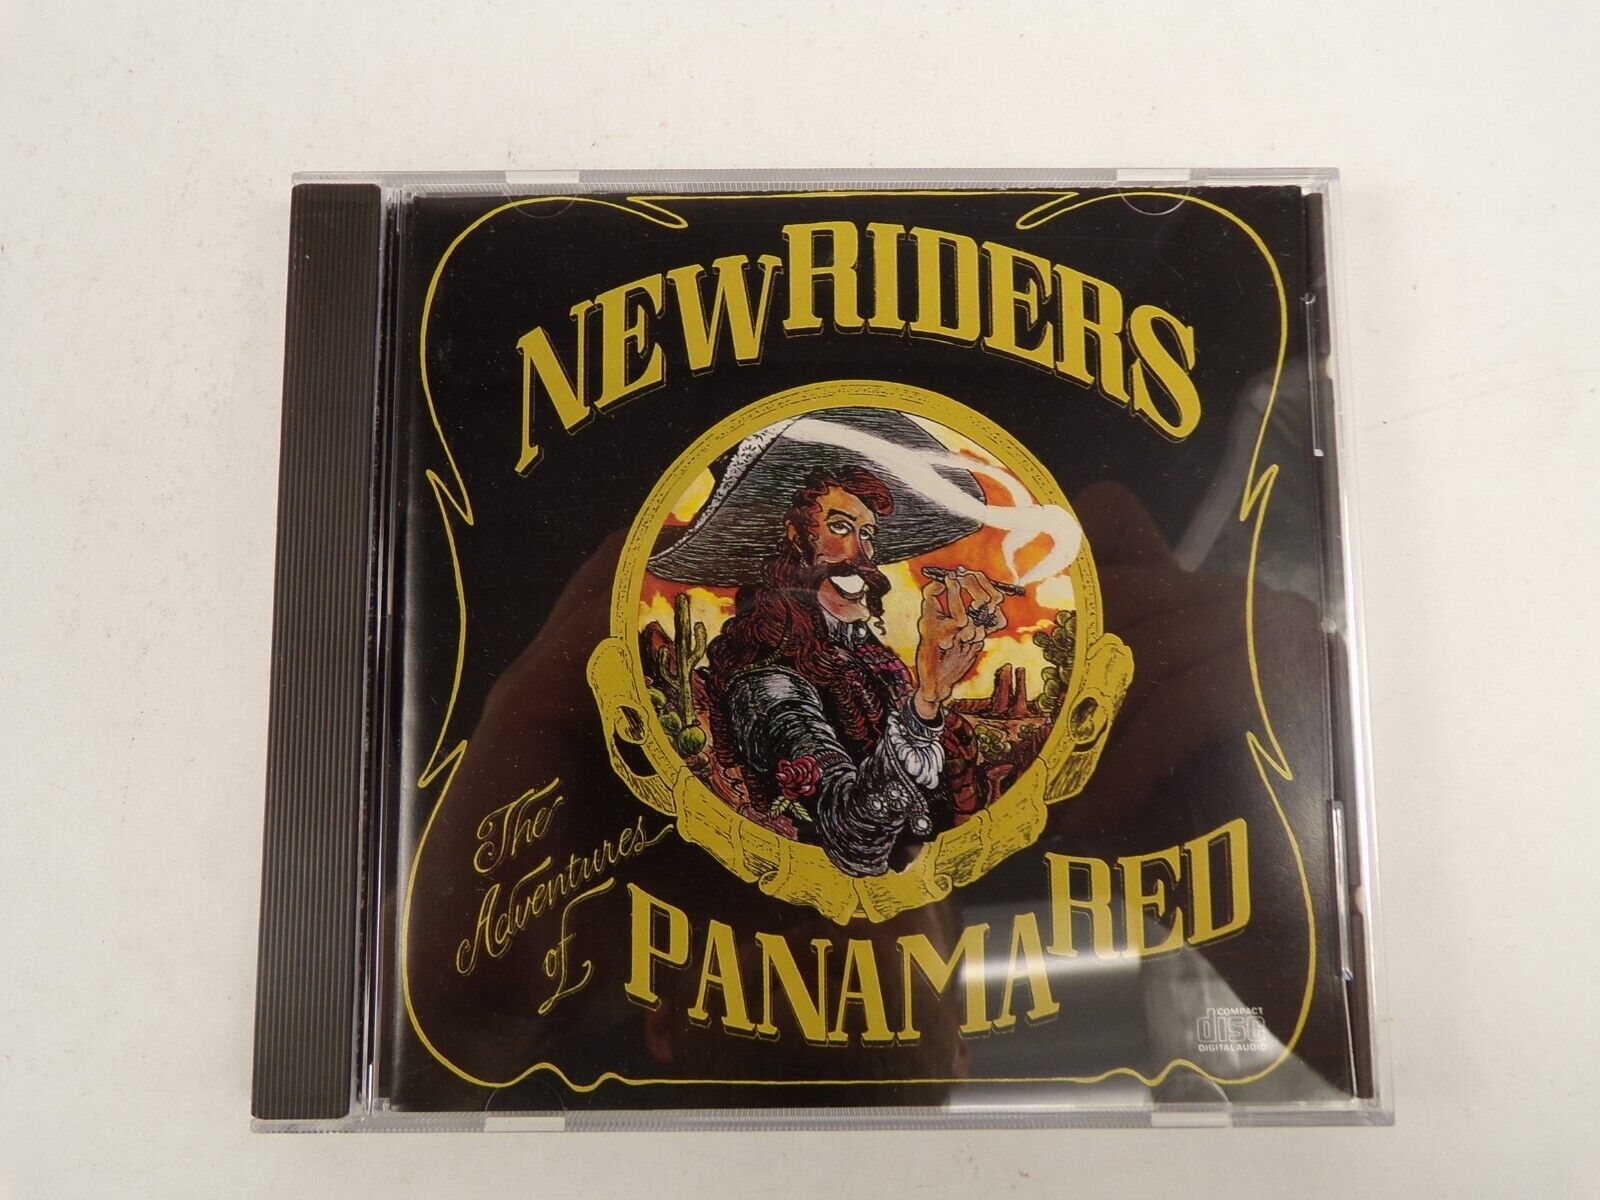 NEW RIDERS
The
Adventures
of
PANAMA RED
COMPACT
disc
DIGITAL AUDIO